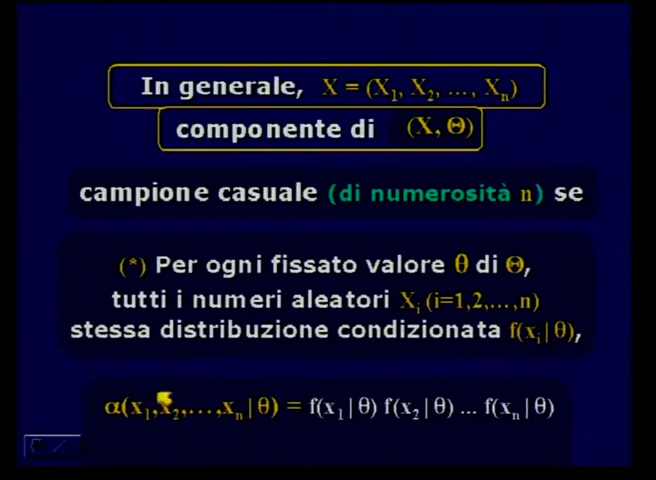 In generale, X = (X₁, X₂, ..., Xₙ)
componente di (X, Θ)
campione casuale (di numerosità n) se
(*) Per ogni fissato valore θ di Θ,
tutti i numeri aleatori Xᵢ (i=1,2,...,n)
stessa distribuzione condizionata f(xᵢ|θ),
α(x₁,x₂,...,xₙ|θ) = f(x₁|θ) f(x₂|θ) ... f(xₙ|θ)